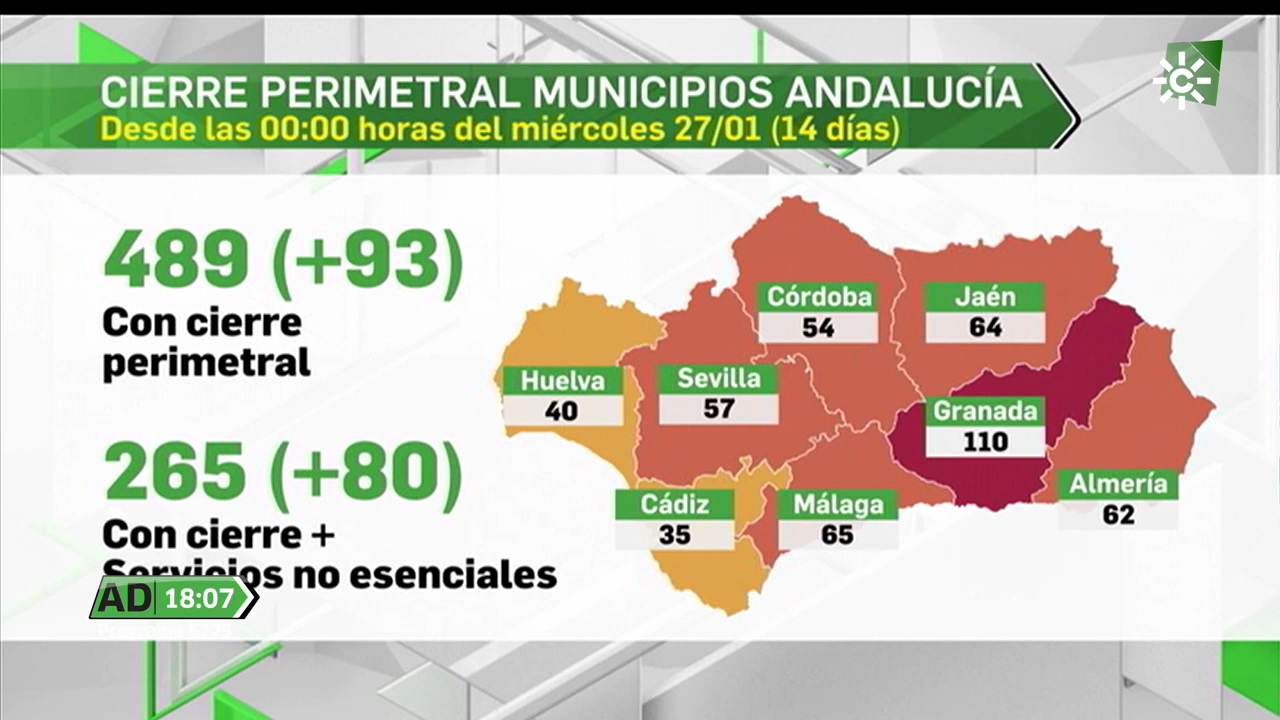 CIERRE PERIMETRAL MUNICIPIOS ANDALUCÍA
Desde las 00:00 horas del miércoles 27/01 (14 días)
489 (+93)
Con cierre
perimetral
265 (+80)
Con cierre +
Servicios no esenciales
AD 18:07
Córdoba
54
Jaén
64
Huelva
40
Sevilla
57
Granada
110
Cádiz
35
Málaga
65
Almería
62